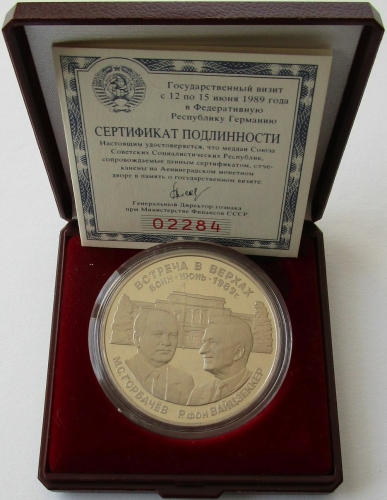 Государственный визит
с 12 по 15 июня 1989 года
в Федеративную
Республику Германию
СЕРТИФИКАТ ПОДЛИННОСТИ
Настоящим удостоверяется, что медали Союза
Советских Социалистических Республик,
сопровождаемые данным сертификатом, отче-
канены на Ленинградском монетном
дворе в память о государственном визите.
Генеральный Директор гознака
при Министерстве Финансов СССР
02284
ВСТРЕЧА В ВЕРХАХ
БОНН·ИЮНЬ·1989г.
М.С.ГОРБАЧЕВ
Р.ФОН ВАЙЦЗЕККЕР